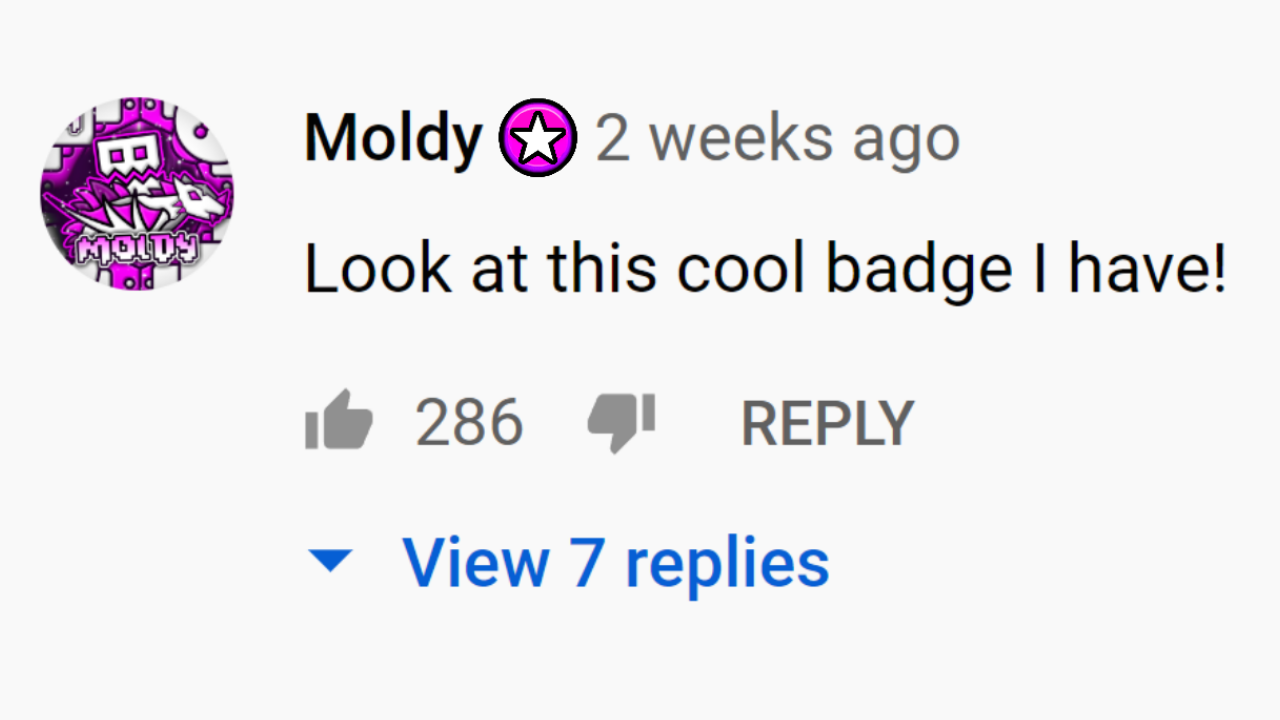 Moldy 2 weeks ago
MOLDY
Look at this cool badge I have!
286 REPLY
View 7 replies